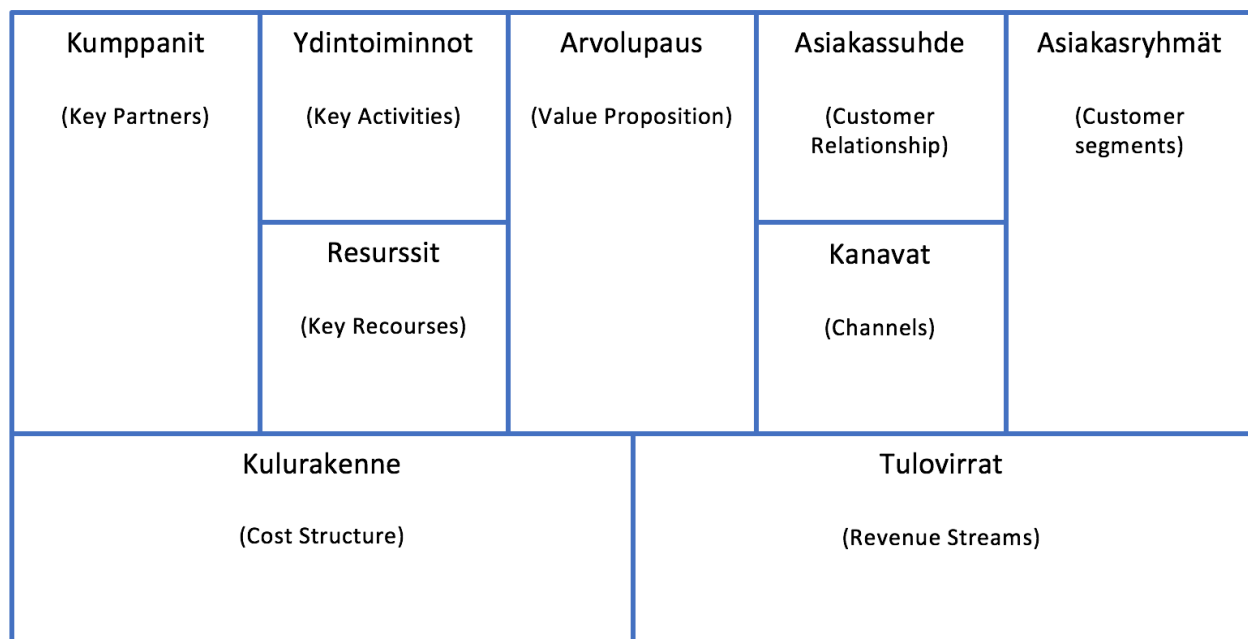 Kumppanit
(Key Partners)
Ydintoiminnot
(Key Activities)
Resurssit
(Key Recourses)
Arvolupaus
(Value Proposition)
Asiakassuhde
(Customer
Relationship)
Kanavat
(Channels)
Asiakasryhmät
(Customer
segments)
Kulurakenne
(Cost Structure)
Tulovirrat
(Revenue Streams)